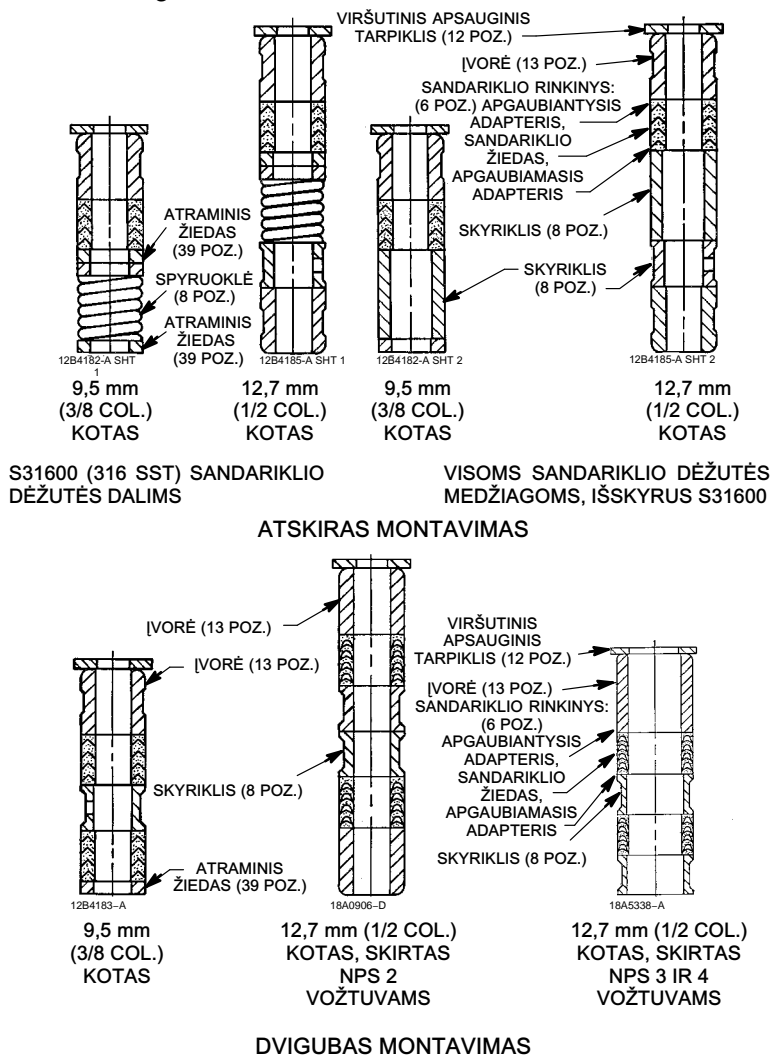 VIRŠUTINIS APSAUGINIS
TARPIKLIS (12 POZ.)
ĮVORĖ (13 POZ.)
SANDARIKLIO RINKINYS:
(6 POZ.) APGAUBIANTYSIS
ADAPTERIS,
SANDARIKLIO
ŽIEDAS,
APGAUBIAMASIS
ADAPTERIS
SKYRIKLIS (8 POZ.)
SKYRIKLIS
(8 POZ.)
ATRAMINIS
ŽIEDAS
(39 POZ.)
SPYRUOKLĖ
(8 POZ.)
ATRAMINIS
ŽIEDAS
(39 POZ.)
12B4182-A SHT
1
12B4185-A SHT 1
12B4182-A SHT 2
12B4185-A SHT 2
9,5 mm
(3/8 COL.)
KOTAS
12,7 mm
(1/2 COL.)
KOTAS
9,5 mm
(3/8 COL.)
KOTAS
12,7 mm
(1/2 COL.)
KOTAS
S31600 (316 SST) SANDARIKLIO
DĖŽUTĖS DALIMS
VISOMS SANDARIKLIO DĖŽUTĖS
MEDŽIAGOMS, IŠSKYRUS S31600
ATSKIRAS MONTAVIMAS
ĮVORĖ (13 POZ.)
ĮVORĖ (13 POZ.)
SKYRIKLIS (8 POZ.)
ATRAMINIS
ŽIEDAS (39 POZ.)
VIRŠUTINIS
APSAUGINIS
TARPIKLIS (12 POZ.)
ĮVORĖ (13 POZ.)
SANDARIKLIO RINKINYS:
(6 POZ.)
APGAUBIANTYSIS
ADAPTERIS,
SANDARIKLIO
ŽIEDAS,
APGAUBIAMASIS
ADAPTERIS
SKYRIKLIS (8 POZ.)
12B4183-A
18A0906-D
18A5338-A
9,5 mm
(3/8 COL.)
KOTAS
12,7 mm (1/2 COL.)
KOTAS, SKIRTAS
NPS 2
VOŽTUVAMS
12,7 mm (1/2 COL.)
KOTAS, SKIRTAS
NPS 3 IR 4
VOŽTUVAMS
DVIGUBAS MONTAVIMAS